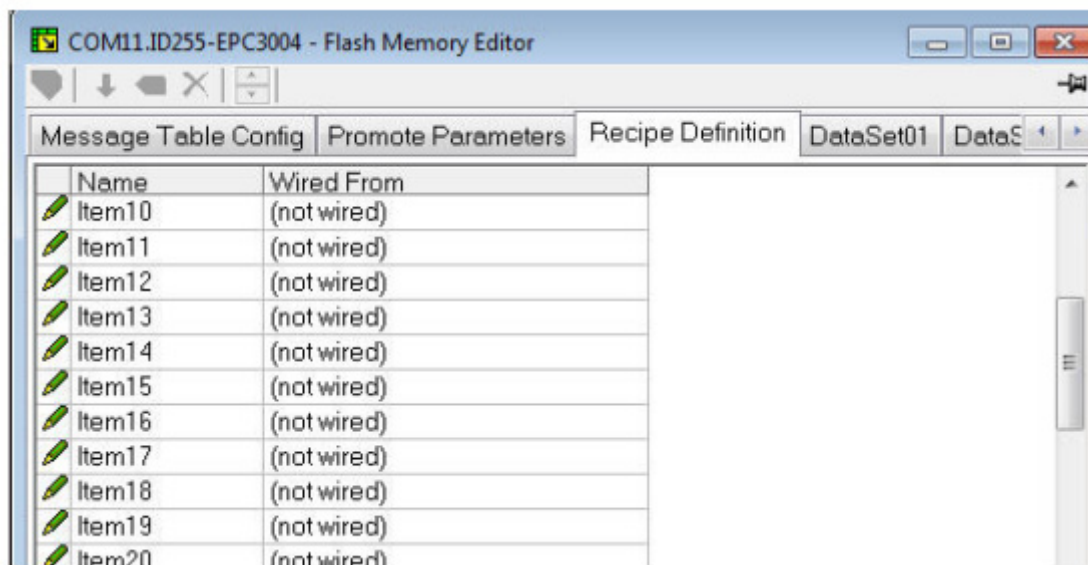 COM11.ID255-EPC3004 - Flash Memory Editor
Message Table Config Promote Parameters Recipe Definition DataSet01 DataS
Name Wired From
Item10 (not wired)
Item11 (not wired)
Item12 (not wired)
Item13 (not wired)
Item14 (not wired)
Item15 (not wired)
Item16 (not wired)
Item17 (not wired)
Item18 (not wired)
Item19 (not wired)
Item20 (not wired)